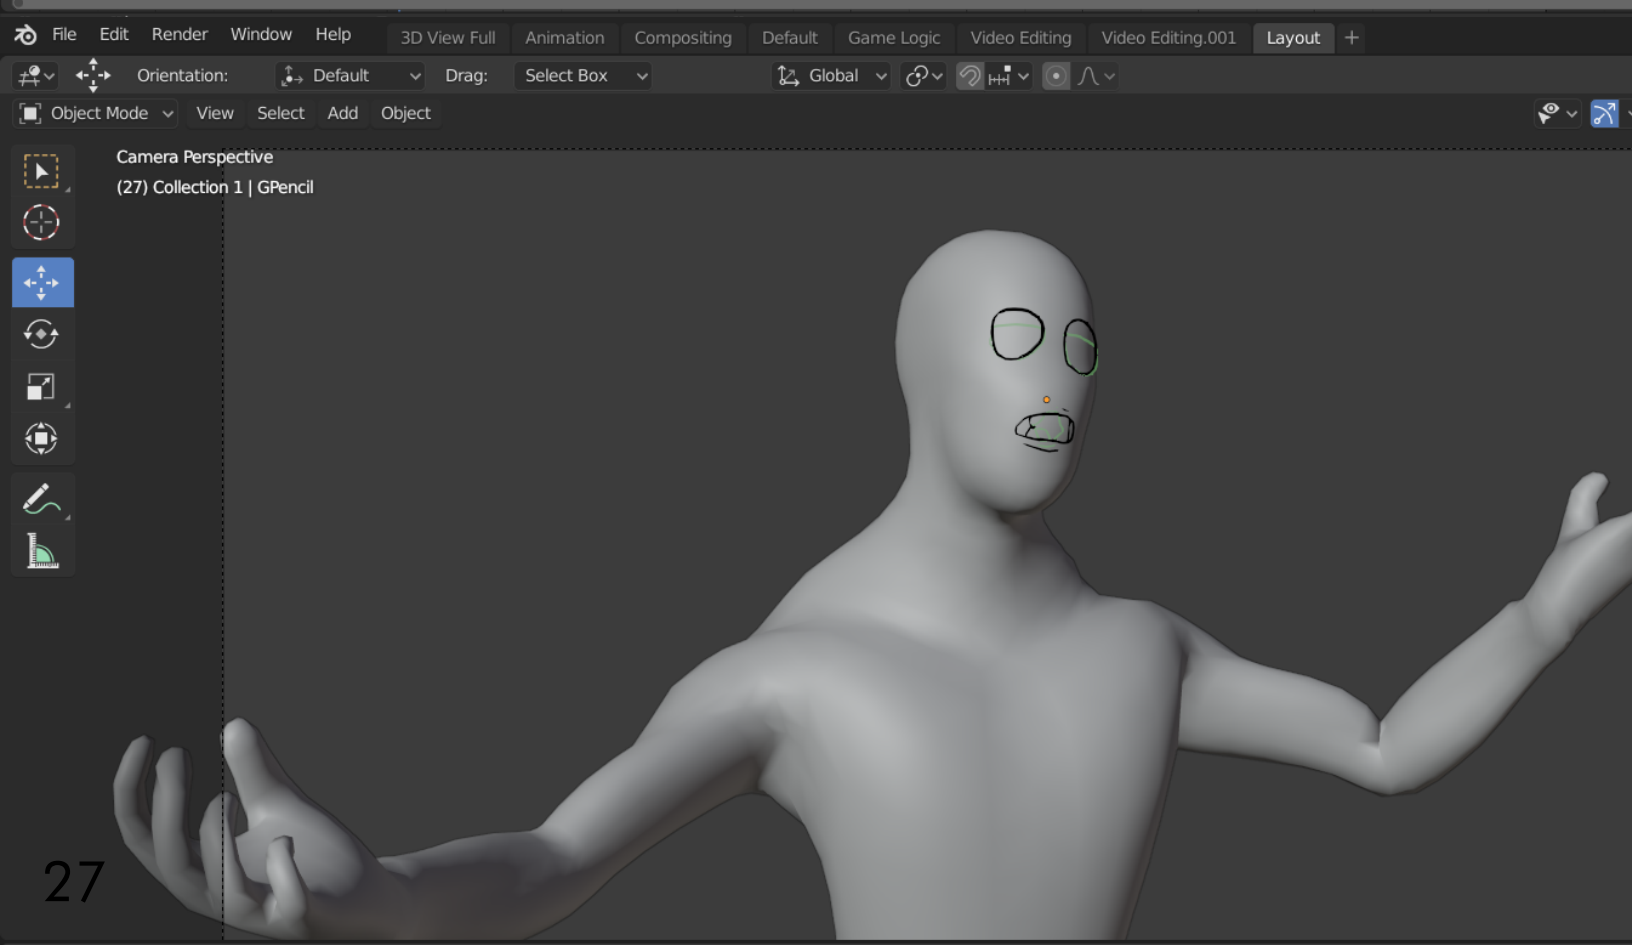 File Edit Render Window Help 3D View Full Animation Compositing Default Game Logic Video Editing Video Editing.001 Layout +
Orientation: Default Drag: Select Box Global
Object Mode View Select Add Object
Camera Perspective
(27) Collection 1 | GPencil
27